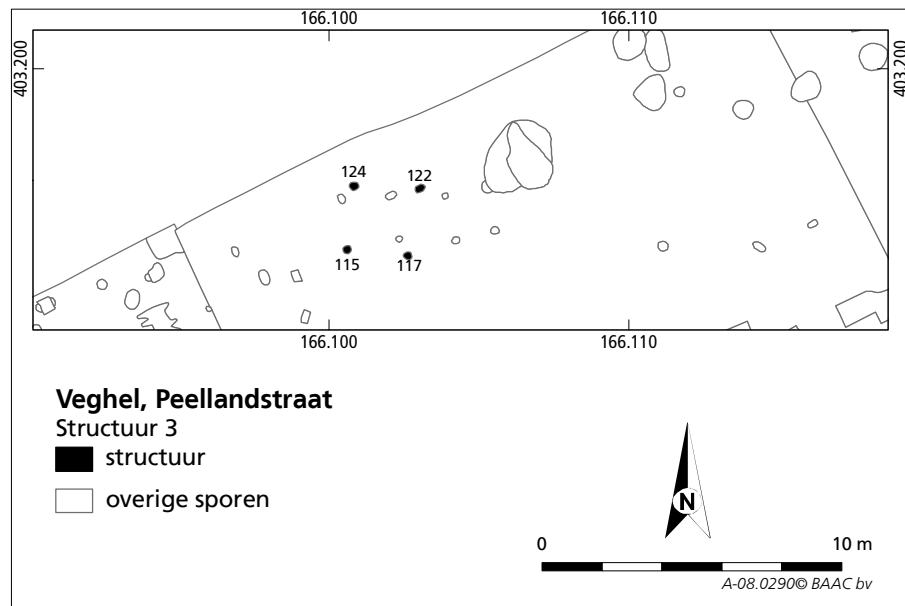 166.100 166.110
403.200 403.200
124 122
115 117
166.100 166.110
Veghel, Peellandstraat
Structuur 3
structuur
overige sporen
N
0 10 m
A-08.0290© BAAC bv